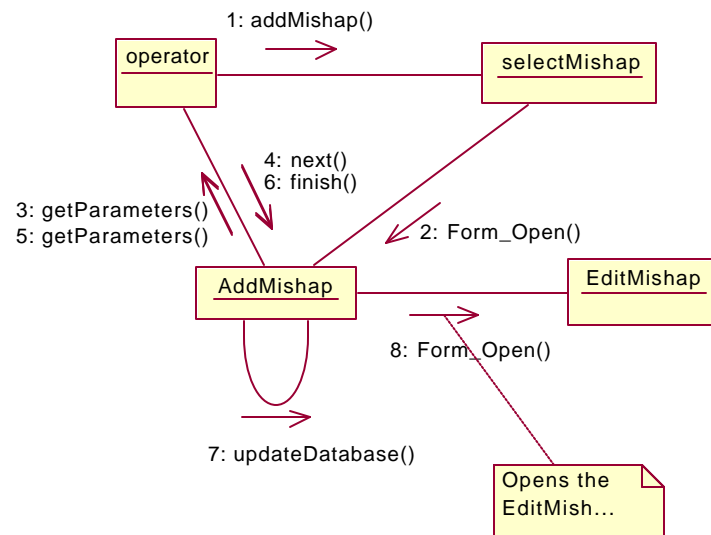 1: addMishap()
operator
selectMishap
4: next()
6: finish()
3: getParameters()
5: getParameters()
2: Form_Open()
AddMishap
EditMishap
8: Form_Open()
7: updateDatabase()
Opens the
EditMish...